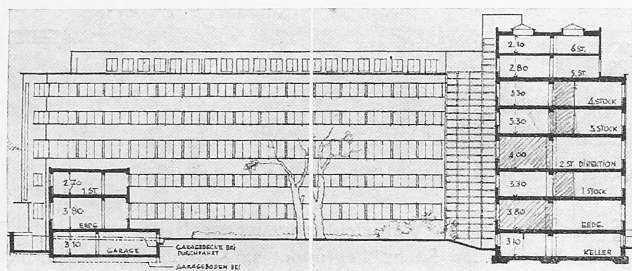 2.10 6 ST.
2.80 5. ST.
3.30 4. STOCK
3.30 3. STOCK
4.00 2. ST. DIREKTION
3.30 1 STOCK
3.80 ERDG.
3.10 KELLER
2.70 1. ST.
3.80 ERDG.
3.10 GARAGE
GARAGEDECKE BEI
DURCHFAHRT
GARAGEBODEN BEI